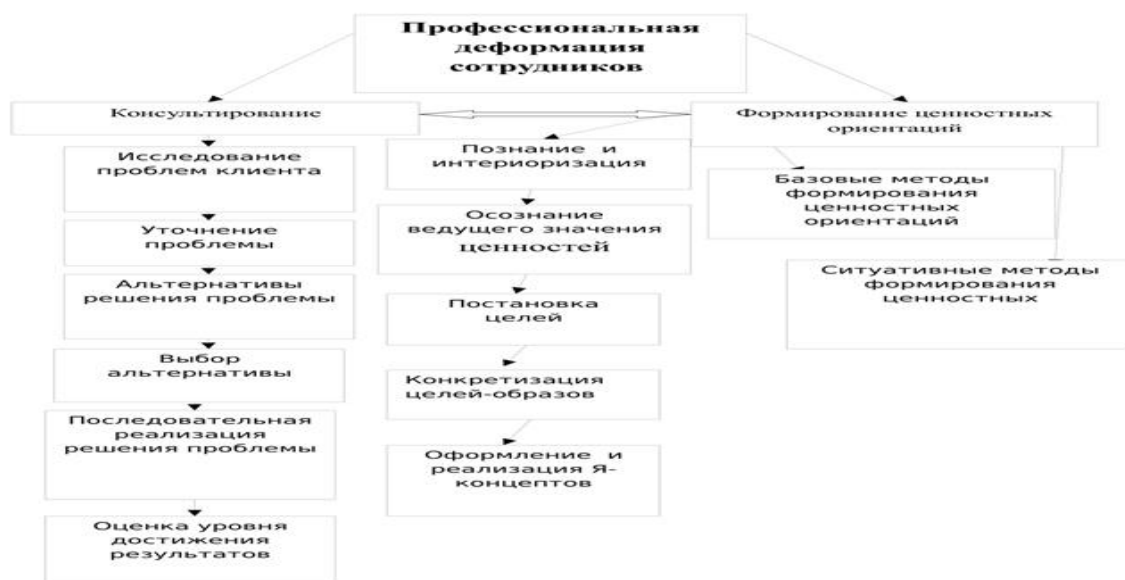 Профессиональная
деформация
сотрудников
Консультирование
Формирование ценностных
ориентаций
Исследование
проблем клиента
Уточнение
проблемы
Альтернативы
решения проблемы
Выбор
альтернативы
Последовательная
реализация
решения проблемы
Оценка уровня
достижения
результатов
Познание и
интериоризация
Осознание
ведущего значения
ценностей
Постановка
целей
Конкретизация
целей-образов
Оформление и
реализация Я-
концептов
Базовые методы
формирования
ценностных
ориентаций
Ситуативные методы
формирования
ценностных